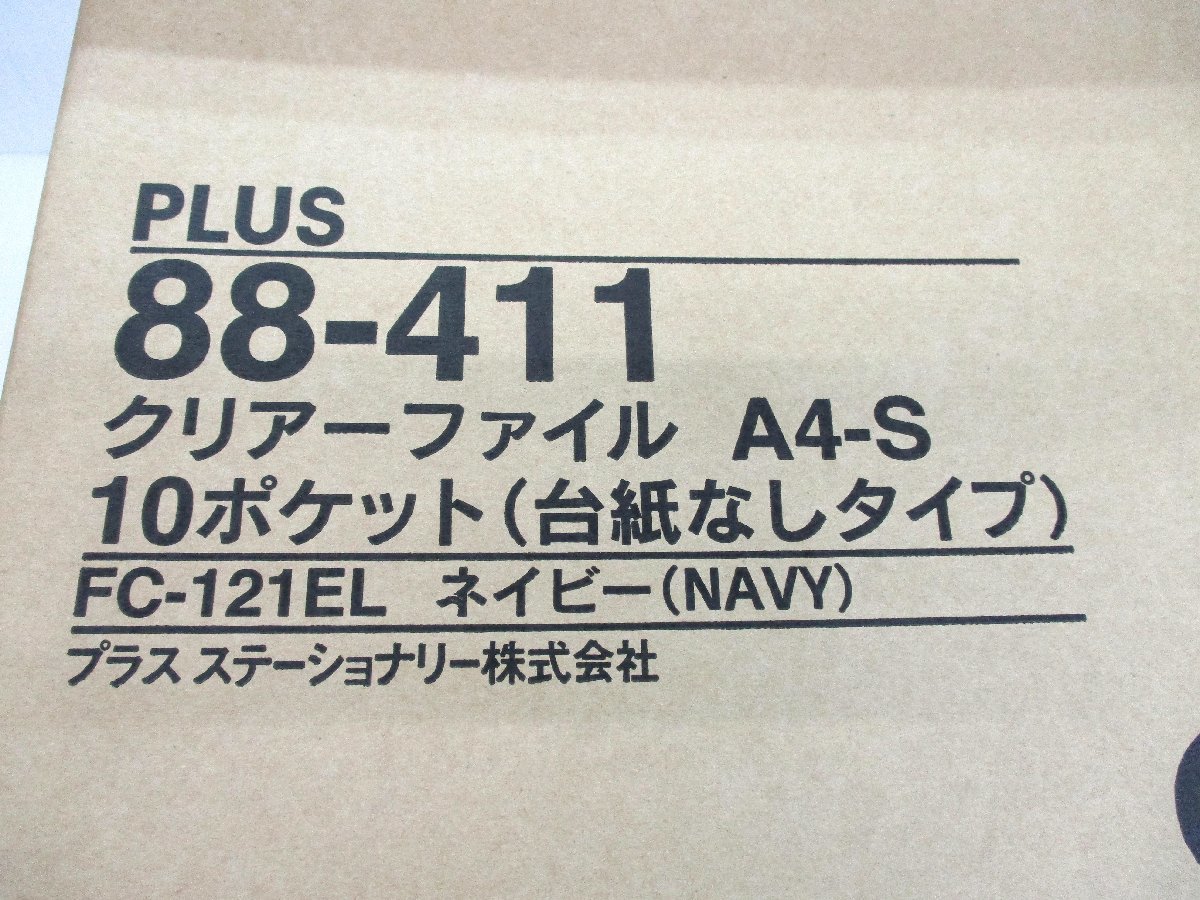 PLUS
88-411
クリアーファイル A4-S
10ポケット(台紙なしタイプ)
FC-121EL ネイビー(NAVY)
プラス ステーショナリー株式会社